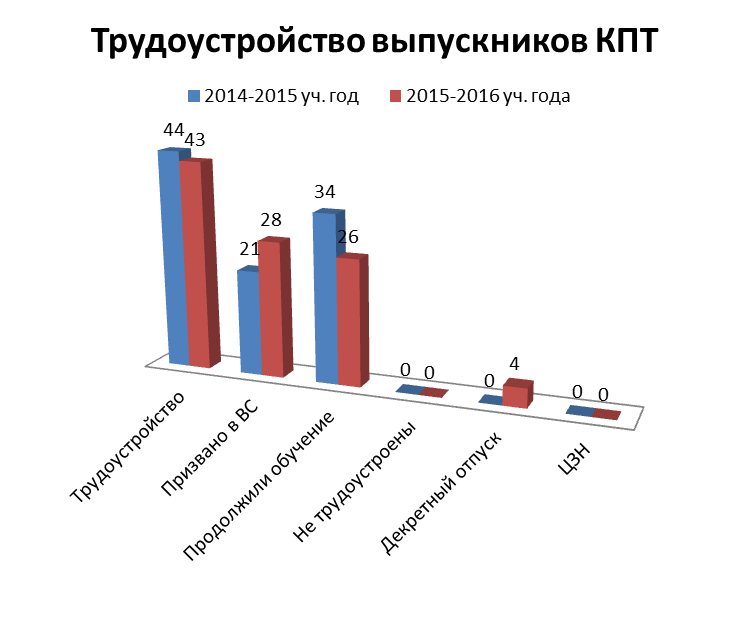 Трудоустройство выпускников КПТ
2014-2015 уч. год 2015-2016 уч. года
44 43
21 28
34 26
0 0
0 4
0 0
Трудоустройство
Призвано в ВС
Продолжили обучение
Не трудоустроены
Декретный отпуск
ЦЗН